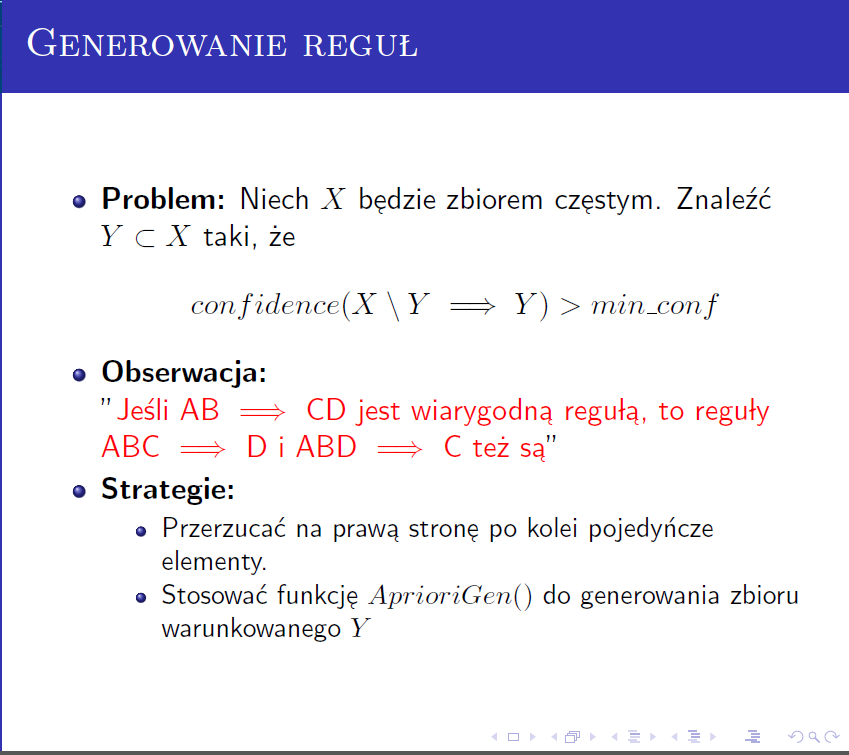 Generowanie reguł
Problem: Niech X będzie zbiorem częstym. Znaleźć
Y ⊂ X taki, że
confidence(X \ Y ⟹ Y) > min_conf
Obserwacja:
”Jeśli AB ⟹ CD jest wiarygodną regułą, to reguły
ABC ⟹ D i ABD ⟹ C też są”
Strategie:
Przerzucać na prawą stronę po kolei pojedyńcze
elementy.
Stosować funkcję AprioriGen() do generowania zbioru
warunkowanego Y